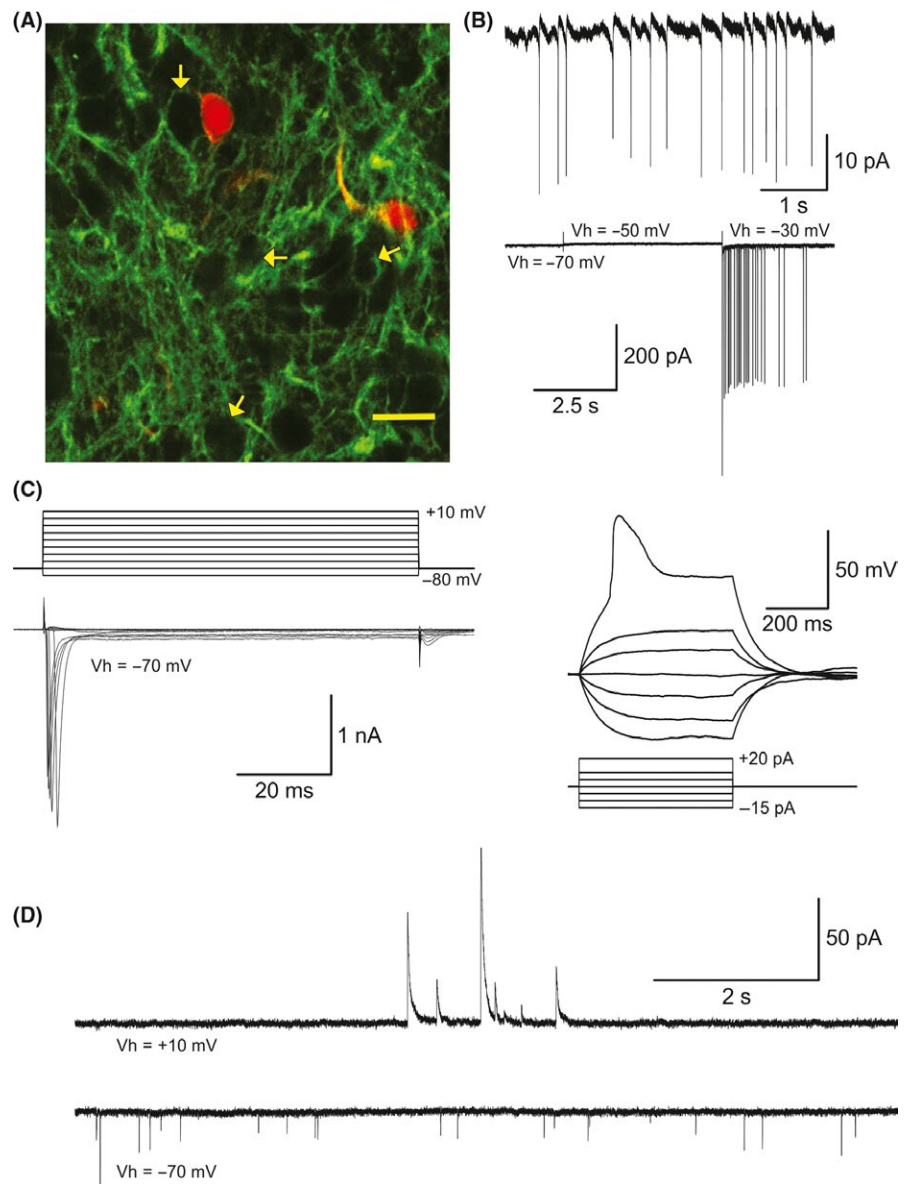 (A)
(B)
10 pA
1 s
Vh = −50 mV
Vh = −30 mV
Vh = −70 mV
200 pA
2.5 s
(C)
+10 mV
−80 mV
Vh = −70 mV
1 nA
20 ms
50 mV
200 ms
+20 pA
−15 pA
(D)
50 pA
2 s
Vh = +10 mV
Vh = −70 mV